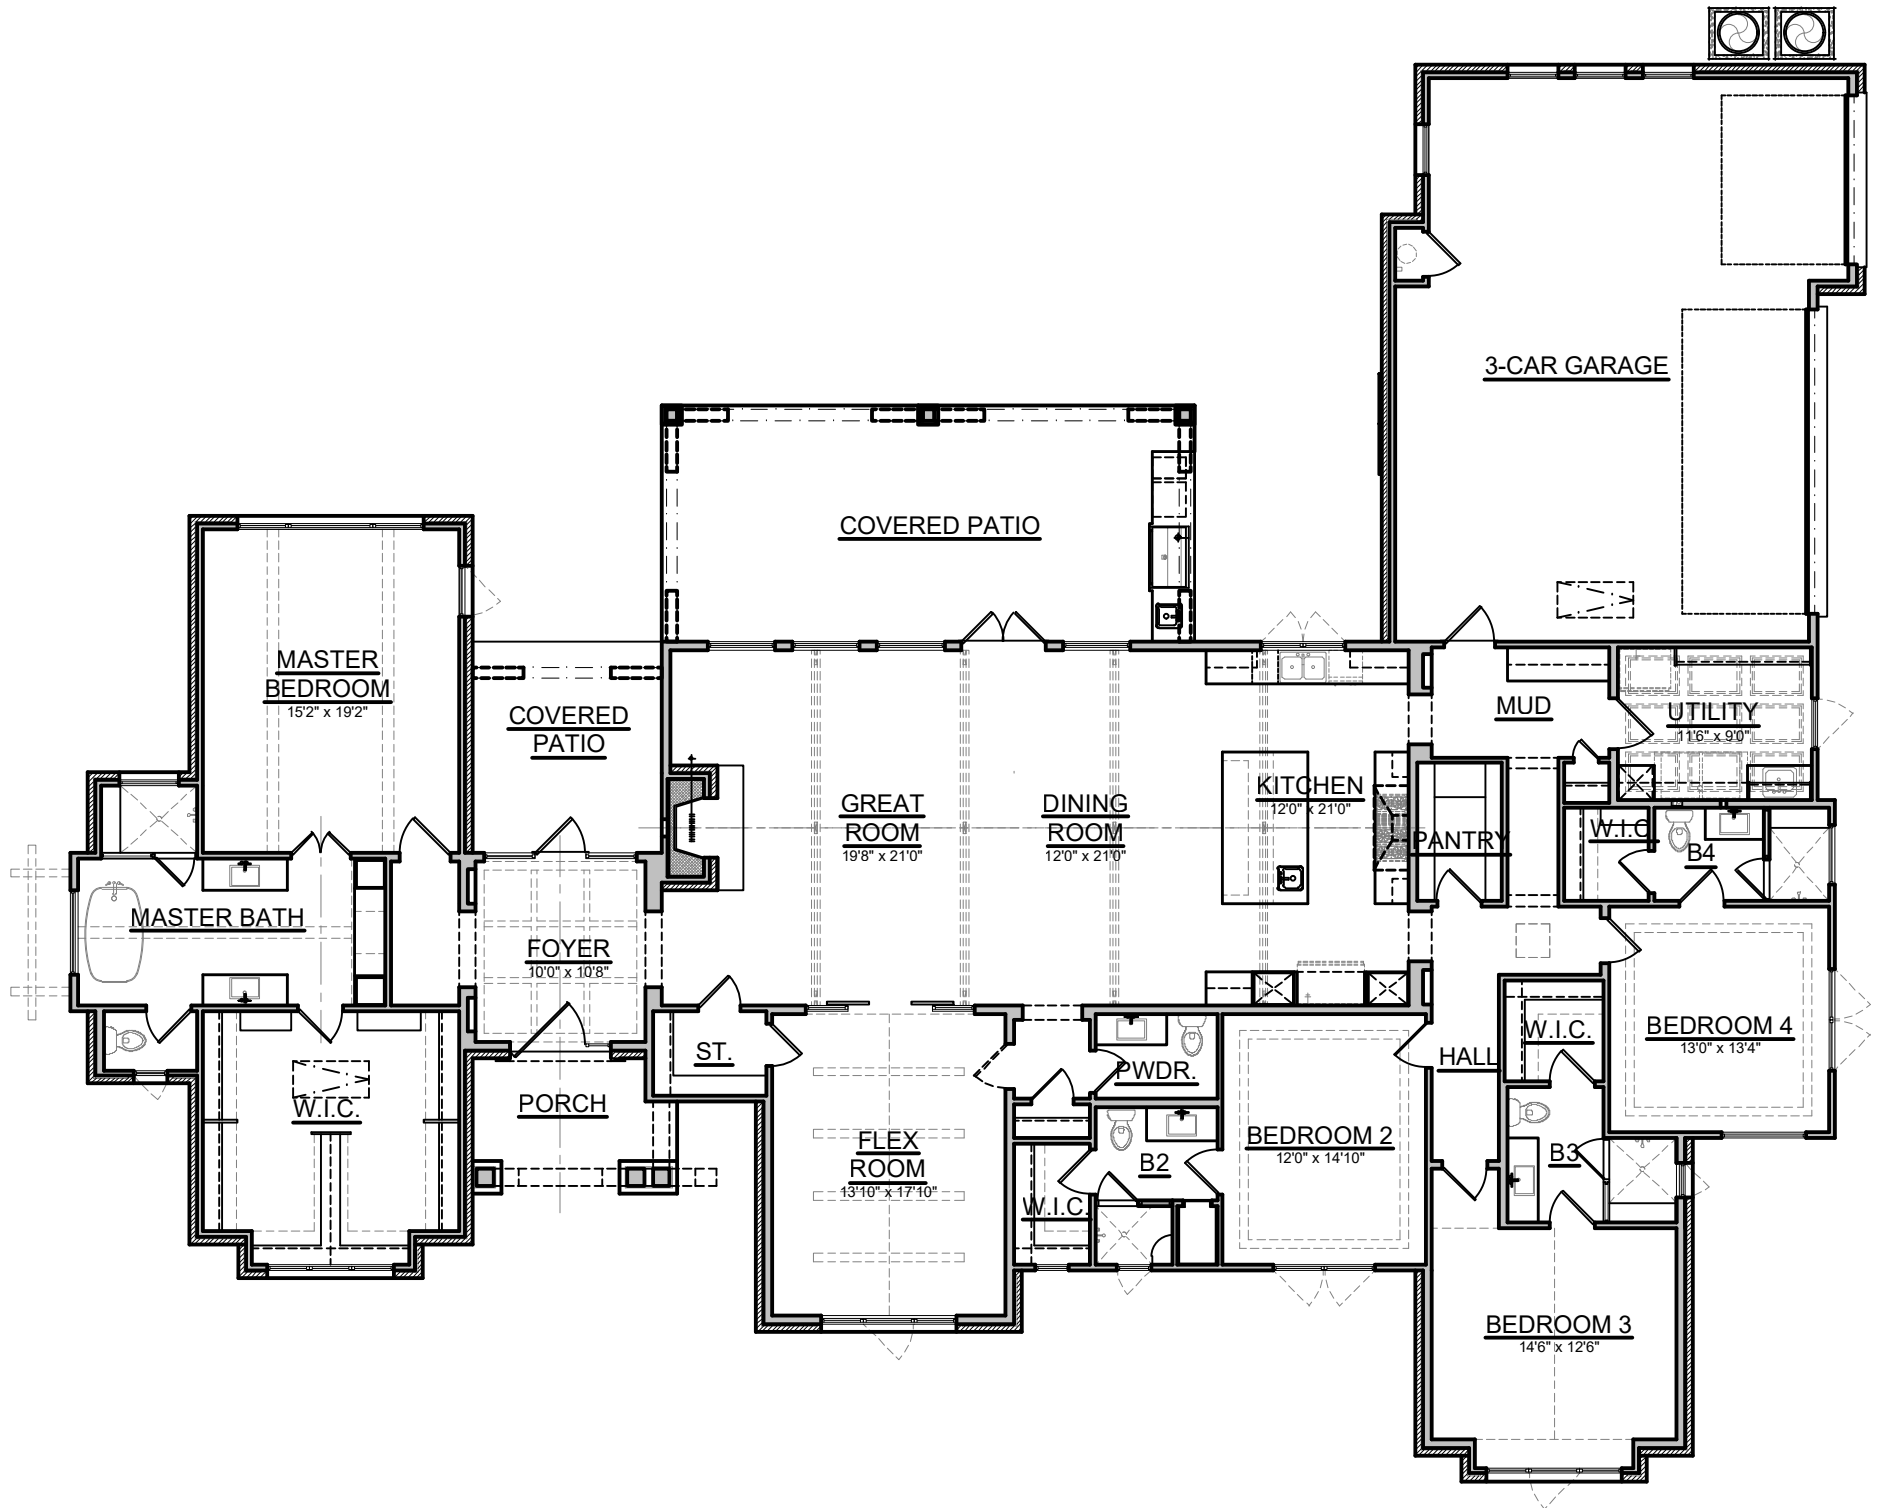 3-CAR GARAGE
COVERED PATIO
MASTER
BEDROOM
15'2" x 19'2"
COVERED
PATIO
MUD
UTILITY
11'6" x 9'0"
GREAT
ROOM
19'8" x 21'0"
DINING
ROOM
12'0" x 21'0"
KITCHEN
12'0" x 21'0"
PANTRY
W.I.C.
B4
MASTER BATH
FOYER
10'0" x 10'8"
ST.
PWDR.
HALL
W.I.C.
BEDROOM 4
13'0" x 13'4"
W.I.C.
PORCH
FLEX
ROOM
13'10" x 17'10"
B2
BEDROOM 2
12'0" x 14'10"
B3
W.I.C.
BEDROOM 3
14'6" x 12'6"